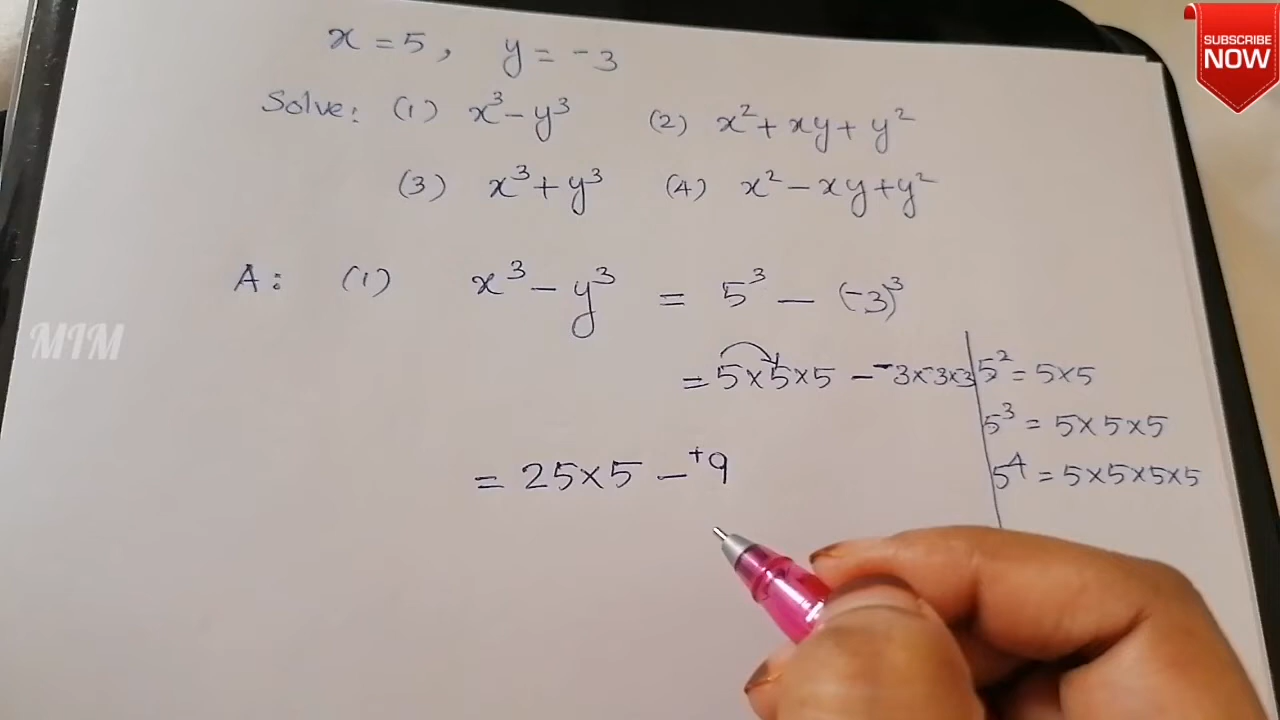 SUBSCRIBE
NOW
x = 5, y = -3
Solve: (1) x³ - y³ (2) x² + xy + y²
(3) x³ + y³ (4) x² - xy + y²
A: (1) x³ - y³ = 5³ - (-3)³
MIM
= 5×5×5 - -3×-3×3
5² = 5×5
5³ = 5×5×5
= 25×5 - +9
5⁴ = 5×5×5×5